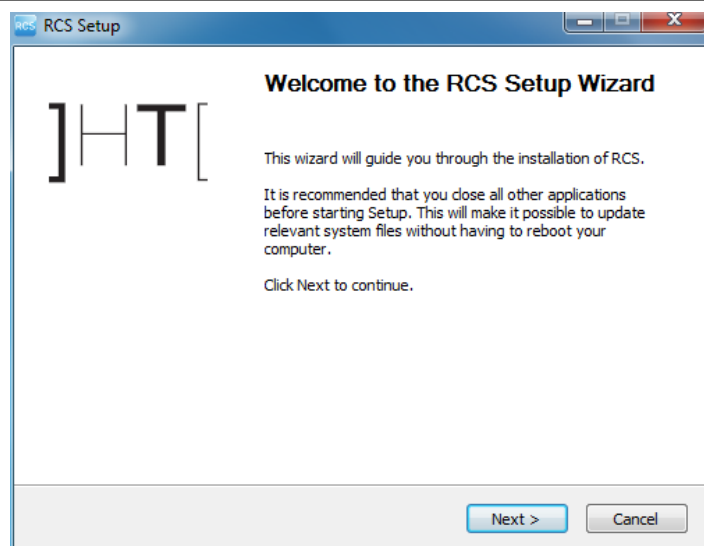 RCS RCS Setup
Welcome to the RCS Setup Wizard
]HT[
This wizard will guide you through the installation of RCS.
It is recommended that you close all other applications
before starting Setup. This will make it possible to update
relevant system files without having to reboot your
computer.
Click Next to continue.
Next >
Cancel